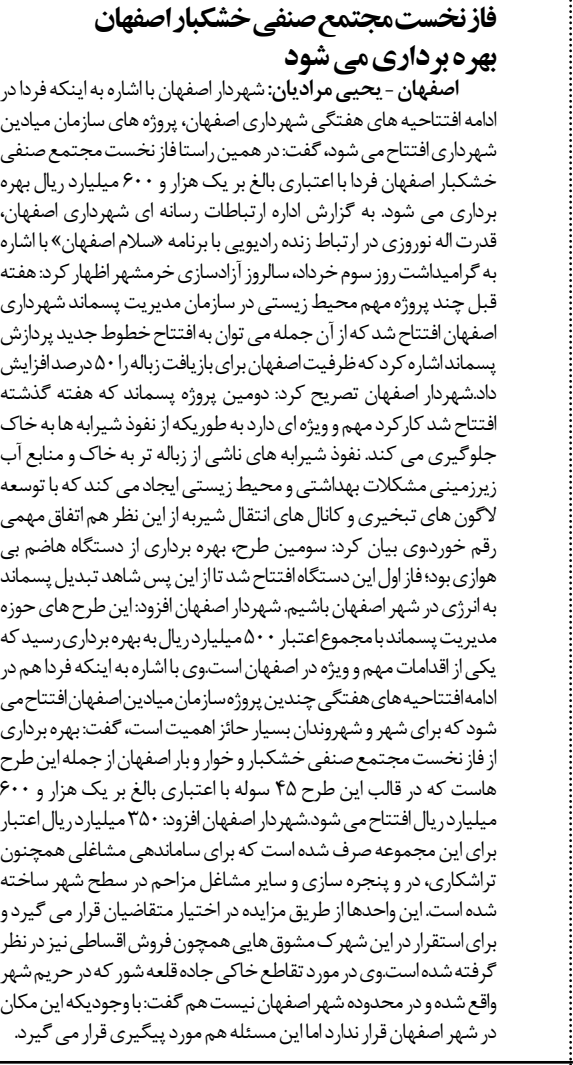 فاز نخست مجتمع صنفی خشکبار اصفهان
بهره برداری می شود
اصفهان - یحیی مرادیان: شهردار اصفهان با اشاره به اینکه فردا در
ادامه افتتاحیه های هفتگی شهرداری اصفهان، پروژه های سازمان میادین
شهرداری افتتاح می شود، گفت: در همین راستا فاز نخست مجتمع صنفی
خشکبار اصفهان فردا با اعتباری بالغ بر یک هزار و ۶۰۰ میلیارد ریال بهره
برداری می شود. به گزارش اداره ارتباطات رسانه ای شهرداری اصفهان،
قدرت اله نوروزی در ارتباط زنده رادیویی با برنامه «سلام اصفهان» با اشاره
به گرامیداشت روز سوم خرداد، سالروز آزادسازی خرمشهر اظهار کرد: هفته
قبل چند پروژه مهم محیط زیستی در سازمان مدیریت پسماند شهرداری
اصفهان افتتاح شد که از آن جمله می توان به افتتاح خطوط جدید پردازش
پسماند اشاره کرد که ظرفیت اصفهان برای بازیافت زباله را ۵۰ درصد افزایش
داد.شهردار اصفهان تصریح کرد: دومین پروژه پسماند که هفته گذشته
افتتاح شد کارکرد مهم و ویژه ای دارد به طوریکه از نفوذ شیرابه ها به خاک
جلوگیری می کند. نفوذ شیرابه های ناشی از زباله تر به خاک و منابع آب
زیرزمینی مشکلات بهداشتی و محیط زیستی ایجاد می کند که با توسعه
لاگون های تبخیری و کانال های انتقال شیربه از این نظر هم اتفاق مهمی
رقم خورد.وی بیان کرد: سومین طرح، بهره برداری از دستگاه هاضم بی
هوازی بود؛ فاز اول این دستگاه افتتاح شد تا از این پس شاهد تبدیل پسماند
به انرژی در شهر اصفهان باشیم. شهردار اصفهان افزود: این طرح های حوزه
مدیریت پسماند با مجموع اعتبار ۵۰۰ میلیارد ریال به بهره برداری رسید که
یکی از اقدامات مهم و ویژه در اصفهان است.وی با اشاره به اینکه فردا هم در
ادامه افتتاحیه های هفتگی چندین پروژه سازمان میادین اصفهان افتتاح می
شود که برای شهر و شهروندان بسیار حائز اهمیت است، گفت: بهره برداری
از فاز نخست مجتمع صنفی خشکبار و خوار و بار اصفهان از جمله این طرح
هاست که در قالب این طرح ۴۵ سوله با اعتباری بالغ بر یک هزار و ۶۰۰
میلیارد ریال افتتاح می شود.شهردار اصفهان افزود: ۳۵۰ میلیارد ریال اعتبار
برای این مجموعه صرف شده است که برای ساماندهی مشاغلی همچنون
تراشکاری، در و پنجره سازی و سایر مشاغل مزاحم در سطح شهر ساخته
شده است. این واحدها از طریق مزایده در اختیار متقاضیان قرار می گیرد و
برای استقرار در این شهرک مشوق هایی همچون فروش اقساطی نیز در نظر
گرفته شده است.وی در مورد تقاطع خاکی جاده قلعه شور که در حریم شهر
واقع شده و در محدوده شهر اصفهان نیست هم گفت: با وجودیکه این مکان
در شهر اصفهان قرار ندارد اما این مسئله هم مورد پیگیری قرار می گیرد.